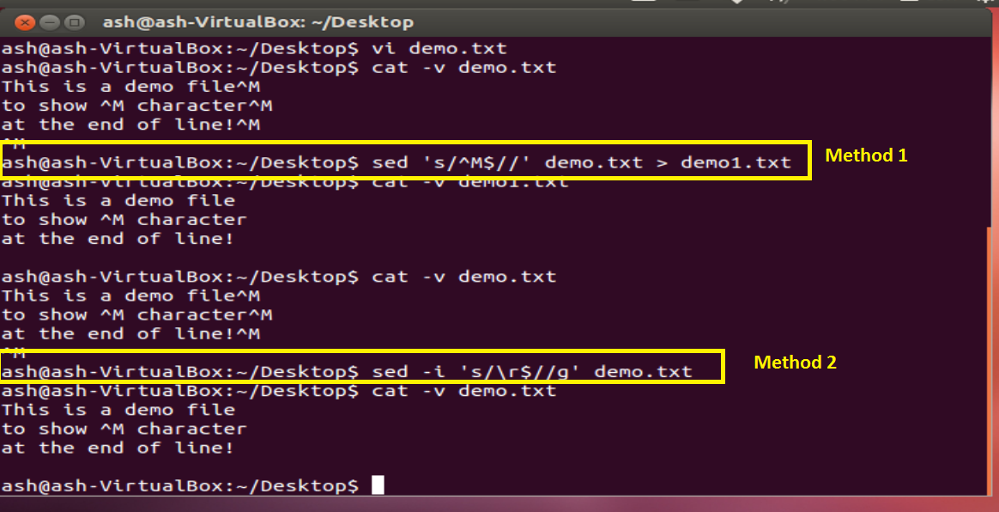 ash@ash-VirtualBox: ~/Desktop
ash@ash-VirtualBox:~/Desktop$ vi demo.txt
ash@ash-VirtualBox:~/Desktop$ cat -v demo.txt
This is a demo file^M
to show ^M character^M
at the end of line!^M
^M
ash@ash-VirtualBox:~/Desktop$ sed 's/^M$//' demo.txt > demo1.txt
Method 1
ash@ash-VirtualBox:~/Desktop$ cat -v demo1.txt
This is a demo file
to show ^M character
at the end of line!

ash@ash-VirtualBox:~/Desktop$ cat -v demo.txt
This is a demo file^M
to show ^M character^M
at the end of line!^M
^M
ash@ash-VirtualBox:~/Desktop$ sed -i 's/\r$//g' demo.txt
Method 2
ash@ash-VirtualBox:~/Desktop$ cat -v demo.txt
This is a demo file
to show ^M character
at the end of line!

ash@ash-VirtualBox:~/Desktop$